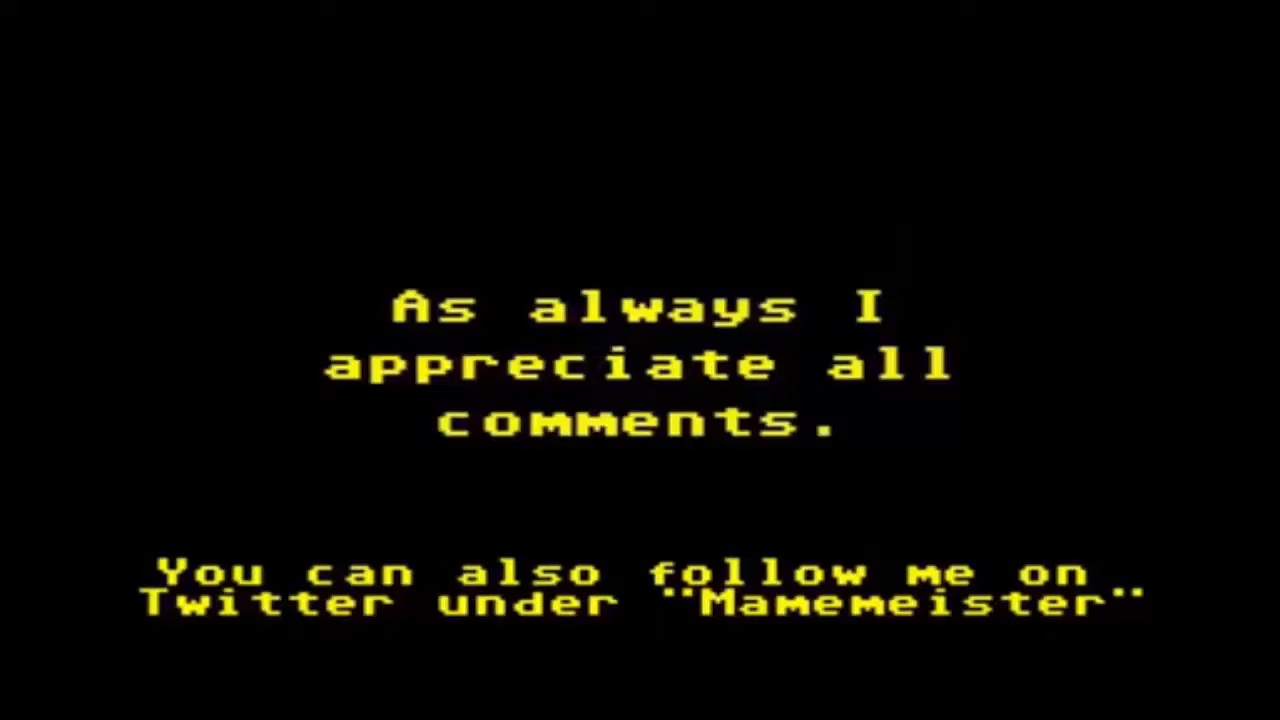 As always I
appreciate all
comments.
You can also follow me on
Twitter under "Mamemeister"